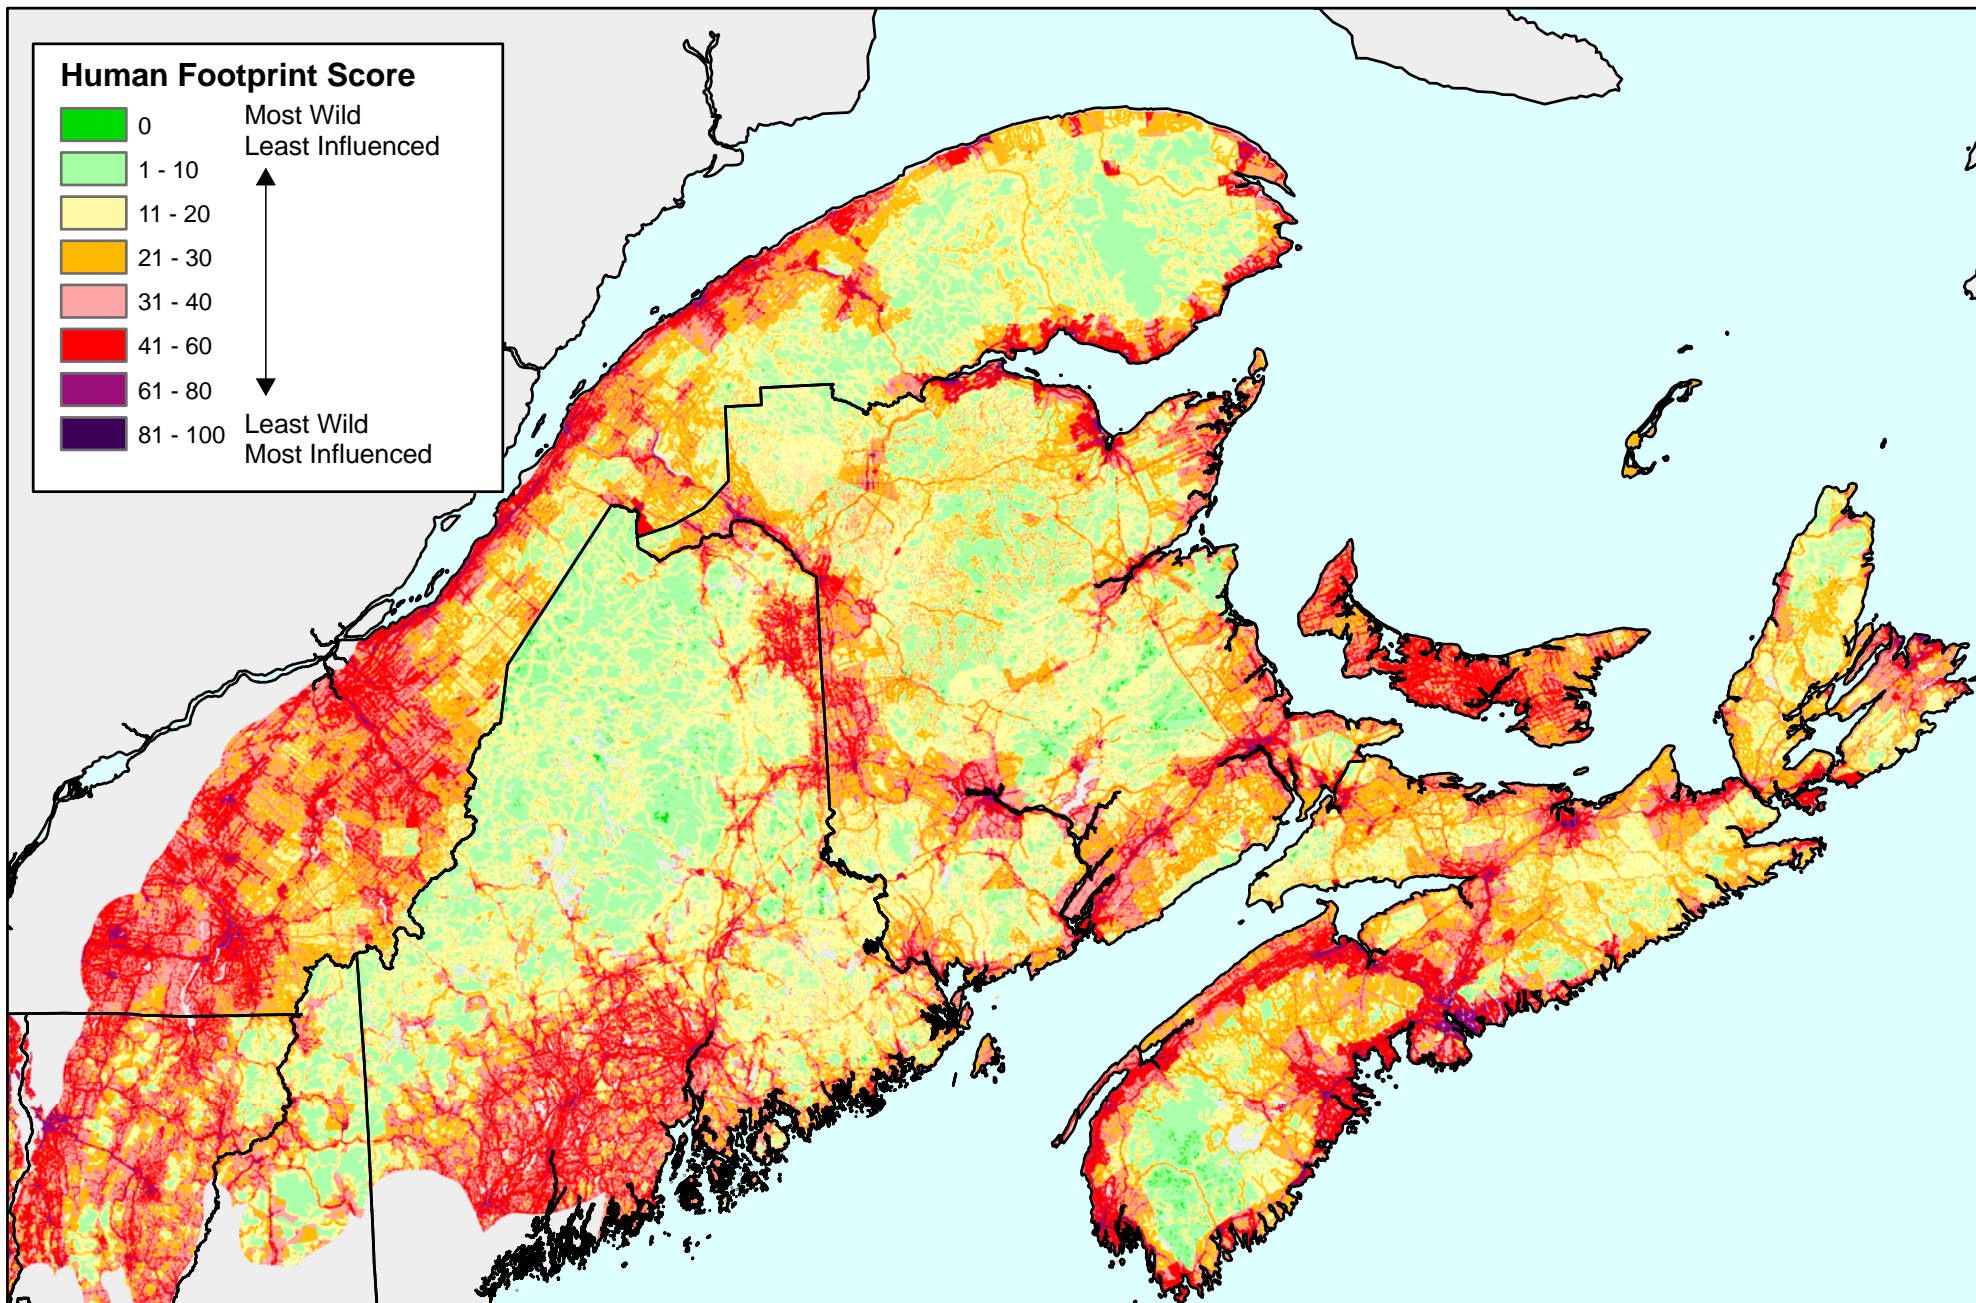 Human Footprint Score
0
Most Wild
Least Influenced
1 - 10
11 - 20
21 - 30
31 - 40
41 - 60
61 - 80
81 - 100
Least Wild
Most Influenced